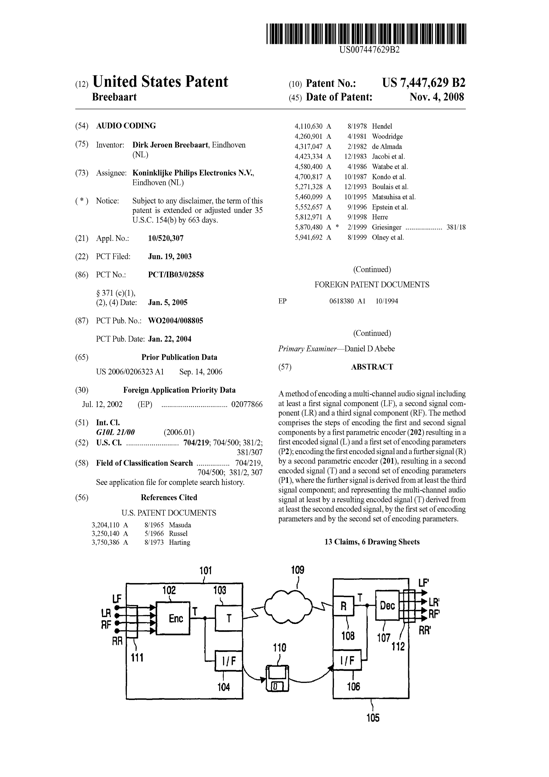 US007447629B2
(12) United States Patent
Breebaart
(10) Patent No.: US 7,447,629 B2
(45) Date of Patent: Nov. 4, 2008
(54) AUDIO CODING
(75) Inventor: Dirk Jeroen Breebaart, Eindhoven
(NL)
(73) Assignee: Koninklijke Philips Electronics N.V.,
Eindhoven (NL)
( * ) Notice: Subject to any disclaimer, the term of this
patent is extended or adjusted under 35
U.S.C. 154(b) by 663 days.
(21) Appl. No.: 10/520,307
(22) PCT Filed: Jun. 19, 2003
(86) PCT No.: PCT/IB03/02858
§ 371 (c)(1),
(2), (4) Date: Jan. 5, 2005
(87) PCT Pub. No.: WO2004/008805
PCT Pub. Date: Jan. 22, 2004
(65) Prior Publication Data
US 2006/0206323 A1 Sep. 14, 2006
(30) Foreign Application Priority Data
Jul. 12, 2002 (EP) .................................. 02077866
(51) Int. Cl.
G10L 21/00 (2006.01)
(52) U.S. Cl. ........................ 704/219; 704/500; 381/2;
381/307
(58) Field of Classification Search ................ 704/219,
704/500; 381/2, 307
See application file for complete search history.
(56) References Cited
U.S. PATENT DOCUMENTS
3,204,110 A 8/1965 Masuda
3,250,140 A 5/1966 Russel
3,750,386 A 8/1973 Harting
4,110,630 A 8/1978 Hendel
4,260,901 A 4/1981 Woodridge
4,317,047 A 2/1982 de Almada
4,423,334 A 12/1983 Jacobi et al.
4,580,400 A 4/1986 Watabe et al.
4,700,817 A 10/1987 Kondo et al.
5,271,328 A 12/1993 Boulais et al.
5,460,099 A 10/1995 Matsuhisa et al.
5,552,657 A 9/1996 Epstein et al.
5,812,971 A 9/1998 Herre
5,870,480 A * 2/1999 Griesinger .................. 381/18
5,941,692 A 8/1999 Olney et al.
(Continued)
FOREIGN PATENT DOCUMENTS
EP 0618380 A1 10/1994
(Continued)
Primary Examiner—Daniel D Abebe
(57) ABSTRACT
A method of encoding a multi-channel audio signal including
at least a first signal component (LF), a second signal com-
ponent (LR) and a third signal component (RF). The method
comprises the steps of encoding the first and second signal
components by a first parametric encoder (202) resulting in a
first encoded signal (L) and a first set of encoding parameters
(P2); encoding the first encoded signal and a further signal (R)
by a second parametric encoder (201), resulting in a second
encoded signal (T) and a second set of encoding parameters
(P1), where the further signal is derived from at least the third
signal component; and representing the multi-channel audio
signal at least by a resulting encoded signal (T) derived from
at least the second encoded signal, by the first set of encoding
parameters and by the second set of encoding parameters.
13 Claims, 6 Drawing Sheets
101 109
102 103
LF LR RF RR
Enc T T
111
I/F
104
110
R T Dec
108 107 112
LF' LR' RF' RR'
I/F
106
105